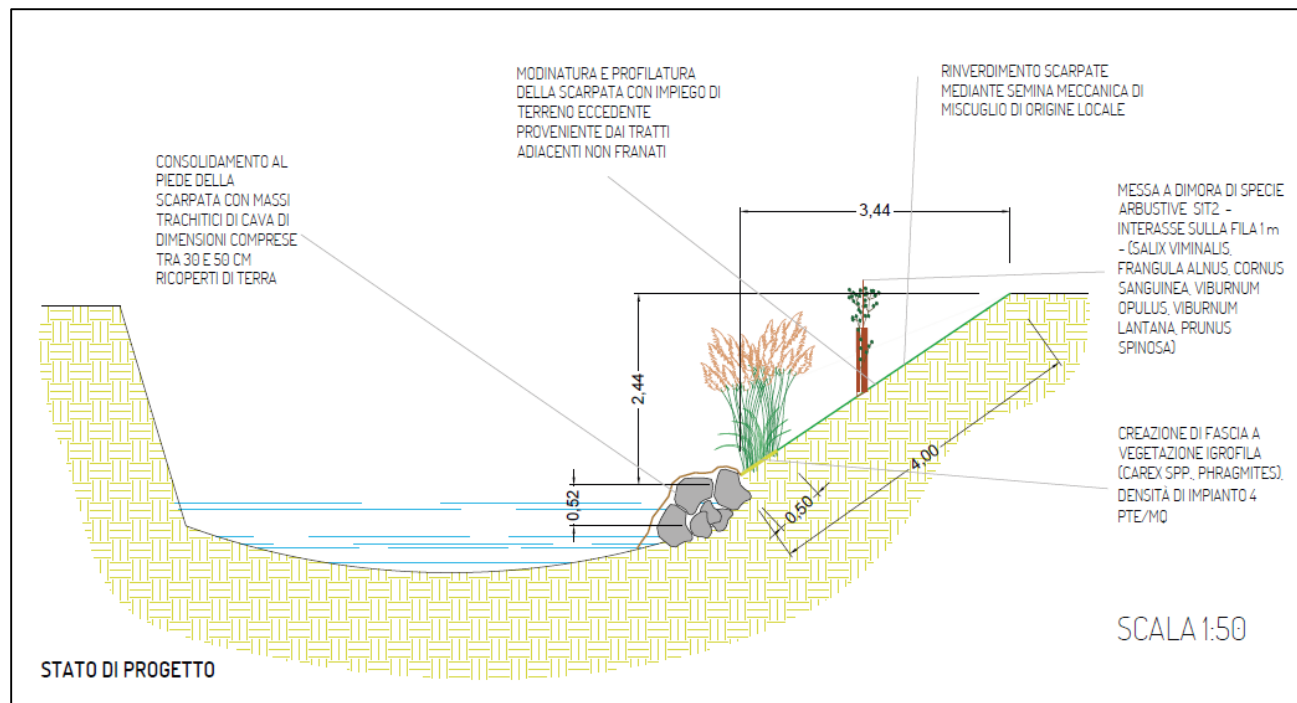 MODINATURA E PROFILATURA
DELLA SCARPATA CON IMPIEGO DI
TERRENO ECCEDENTE
PROVENIENTE DAI TRATTI
ADIACENTI NON FRANATI
RINVERDIMENTO SCARPATE
MEDIANTE SEMINA MECCANICA DI
MISCUGLIO DI ORIGINE LOCALE
CONSOLIDAMENTO AL
PIEDE DELLA
SCARPATA CON MASSI
TRACHITICI DI CAVA DI
DIMENSIONI COMPRESE
TRA 30 E 50 CM
RICOPERTI DI TERRA
MESSA A DIMORA DI SPECIE
ARBUSTIVE S1T2 -
INTERASSE SULLA FILA 1 m
- (SALIX VIMINALIS,
FRANGULA ALNUS, CORNUS
SANGUINEA, VIBURNUM
OPULUS, VIBURNUM
LANTANA, PRUNUS
SPINOSA)
3,44
2,44
0,52
0,50
4,00
CREAZIONE DI FASCIA A
VEGETAZIONE IGROFILA
(CAREX SPP., PHRAGMITES),
DENSITÀ DI IMPIANTO 4
PTE/MQ
SCALA 1:50
STATO DI PROGETTO